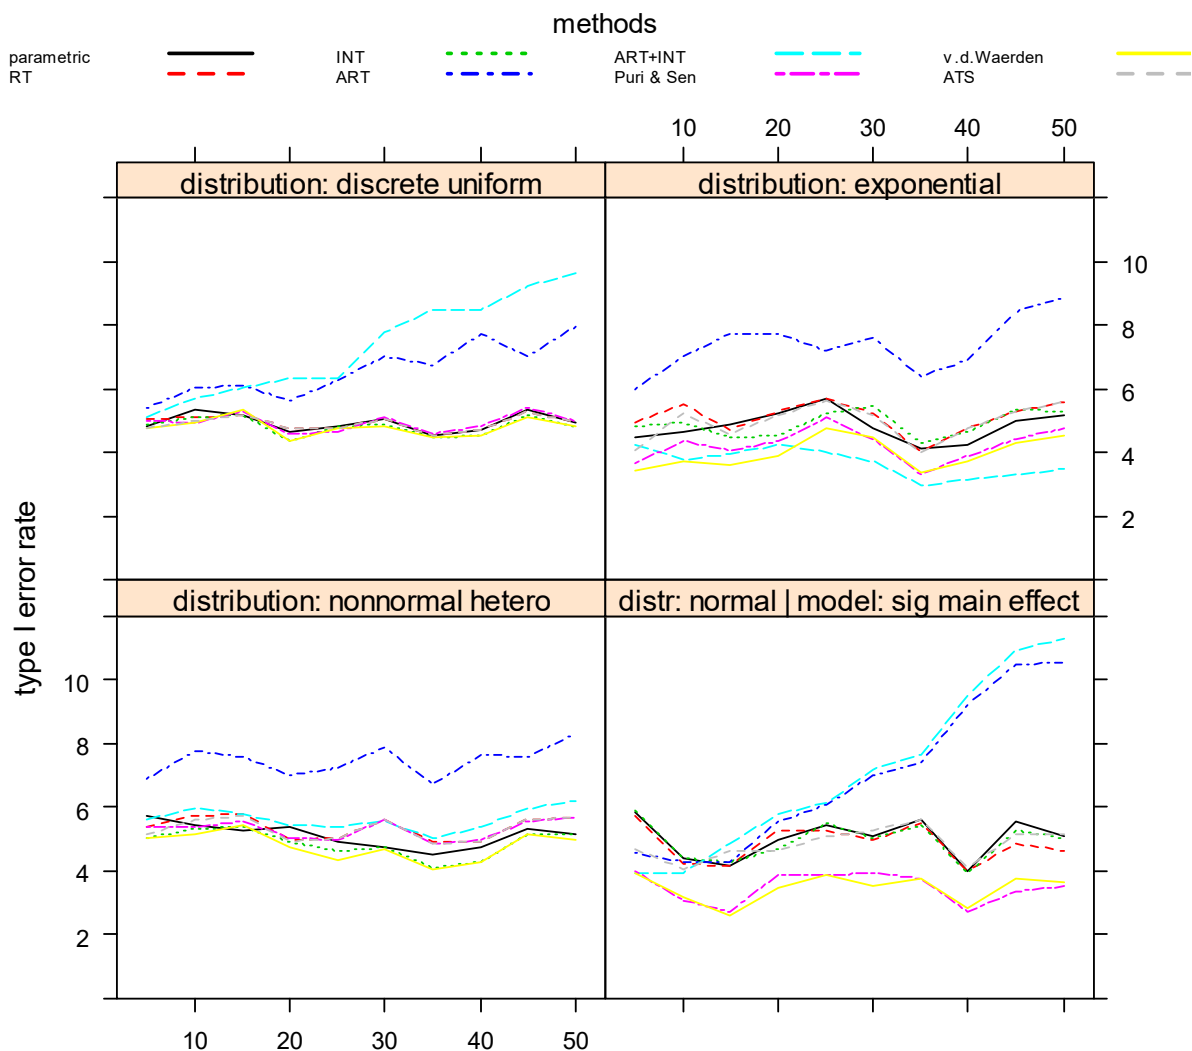 methods
parametric INT ART+INT v.d.Waerden
RT ART Puri & Sen ATS
10 20 30 40 50
distribution: discrete uniform distribution: exponential
10
8
6
4
2
type I error rate
distribution: nonnormal hetero distr: normal | model: sig main effect
10
8
6
4
2
10 20 30 40 50